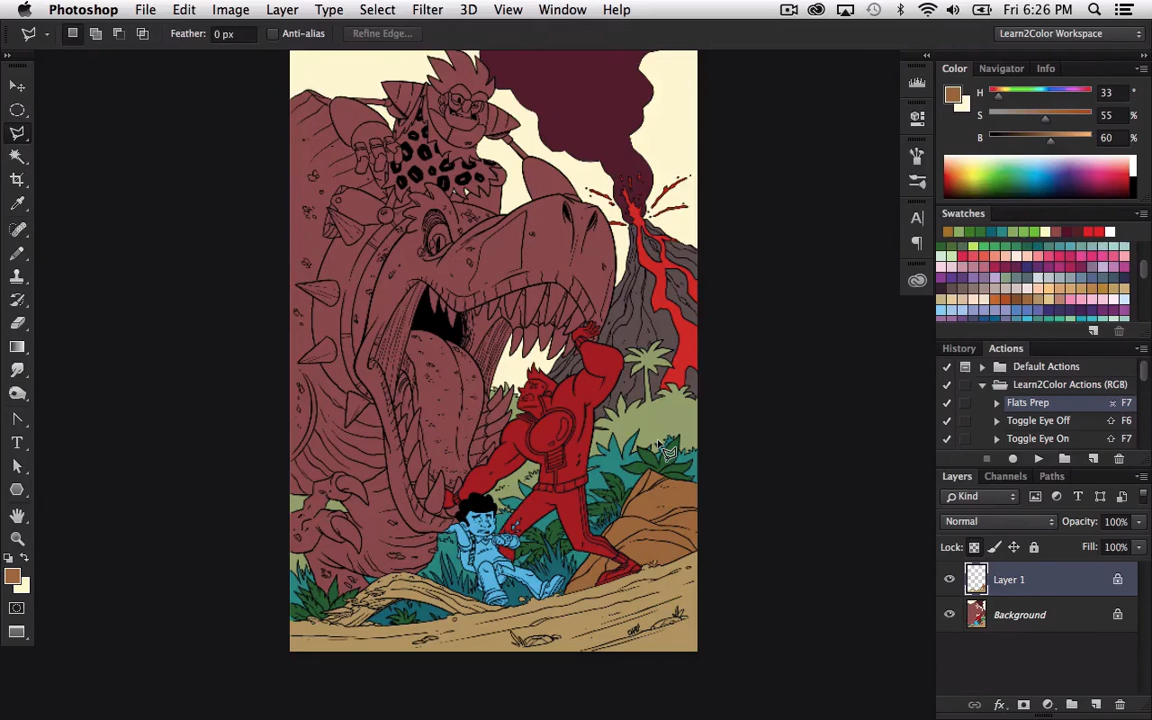 Photoshop File Edit Image Layer Type Select Filter 3D View Window Help Fri 6:26 PM
Feather: 0 px Anti-alias Refine Edge... Learn2Color Workspace
Color Navigator Info
H 33 °
S 55 %
B 60 %
Swatches
History Actions
Default Actions
Learn2Color Actions (RGB)
Flats Prep F7
Toggle Eye Off F6
Toggle Eye On F7
Layers Channels Paths
Kind
Normal Opacity: 100%
Lock: Fill: 100%
Layer 1
Background